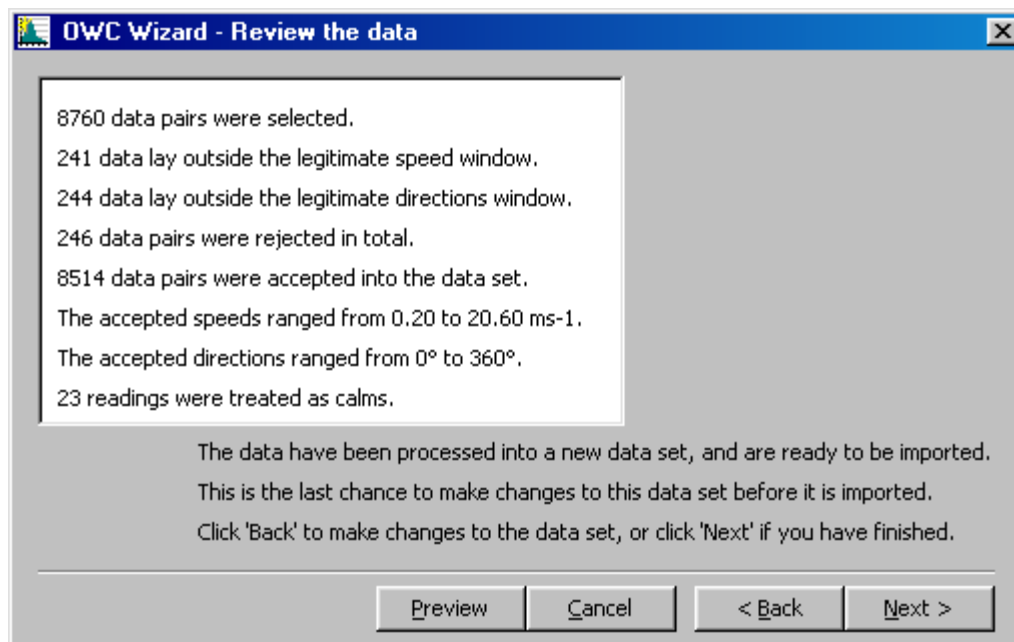 OWC Wizard - Review the data
8760 data pairs were selected.
241 data lay outside the legitimate speed window.
244 data lay outside the legitimate directions window.
246 data pairs were rejected in total.
8514 data pairs were accepted into the data set.
The accepted speeds ranged from 0.20 to 20.60 ms-1.
The accepted directions ranged from 0° to 360°.
23 readings were treated as calms.
The data have been processed into a new data set, and are ready to be imported.
This is the last chance to make changes to this data set before it is imported.
Click 'Back' to make changes to the data set, or click 'Next' if you have finished.
Preview Cancel < Back Next >